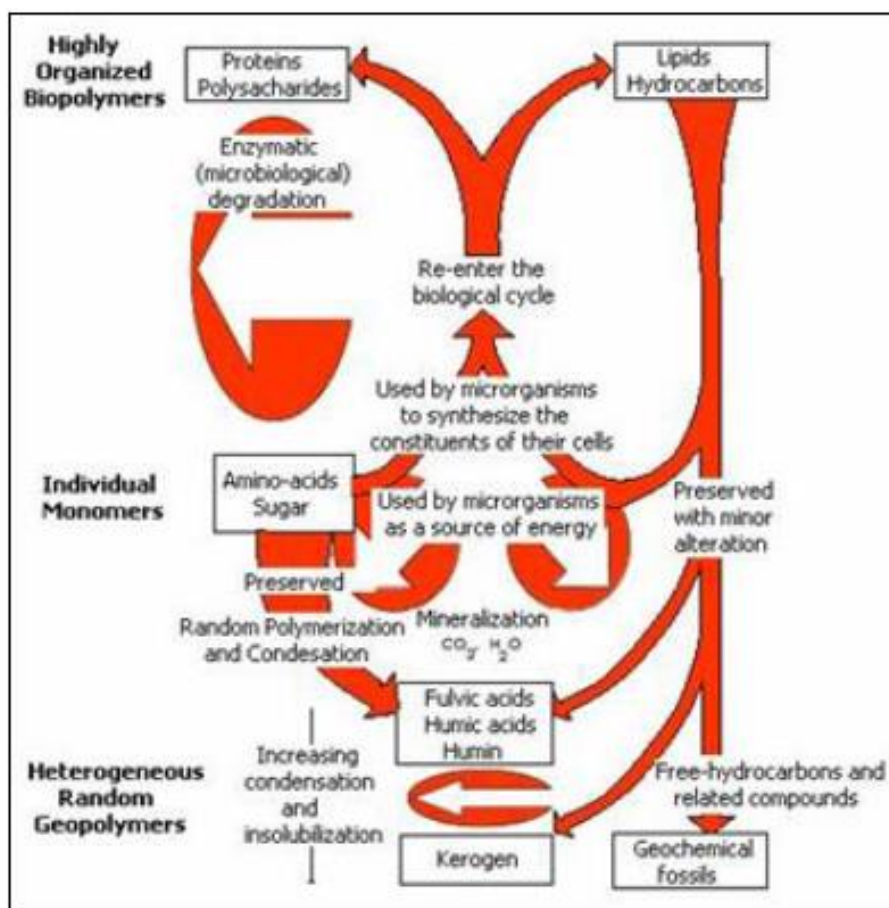 Highly
Organized
Biopolymers
Proteins
Polysacharides
Lipids
Hydrocarbons
Enzymatic
(microbiological)
degradation
Re-enter the
biological cycle
Used by microrganisms
to synthesize the
constituents of their cells
Individual
Monomers
Amino-acids
Sugar
Used by microrganisms
as a source of energy
Preserved
with minor
alteration
Preserved
Random Polymerization
and Condesation
Mineralization
CO₂, H₂O
Fulvic acids
Humic acids
Humin
Heterogeneous
Random
Geopolymers
Increasing
condensation
and
insolubilization
Free-hydrocarbons and
related compounds
Kerogen
Geochemical
fossils